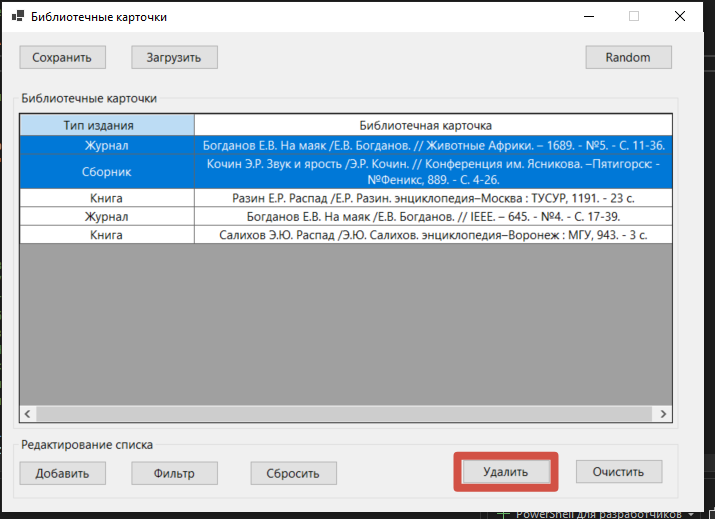 Библиотечные карточки
Сохранить Загрузить Random
Библиотечные карточки
Тип издания Библиотечная карточка
Журнал Богданов Е.В. На маяк /Е.В. Богданов. // Животные Африки. – 1689. - №5. - С. 11-36.
Сборник Кочин Э.Р. Звук и ярость /Э.Р. Кочин. // Конференция им. Ясникова. –Пятигорск: -
№Феникс, 889. - С. 4-26.
Книга Разин Е.Р. Распад /Е.Р. Разин. энциклопедия–Москва : ТУСУР, 1191. - 23 с.
Журнал Богданов Е.В. На маяк /Е.В. Богданов. // IEEE. – 645. - №4. - С. 17-39.
Книга Салихов Э.Ю. Распад /Э.Ю. Салихов. энциклопедия–Воронеж : МГУ, 943. - 3 с.
Редактирование списка
Добавить Фильтр Сбросить Удалить Очистить
PowerShell для разработчиков